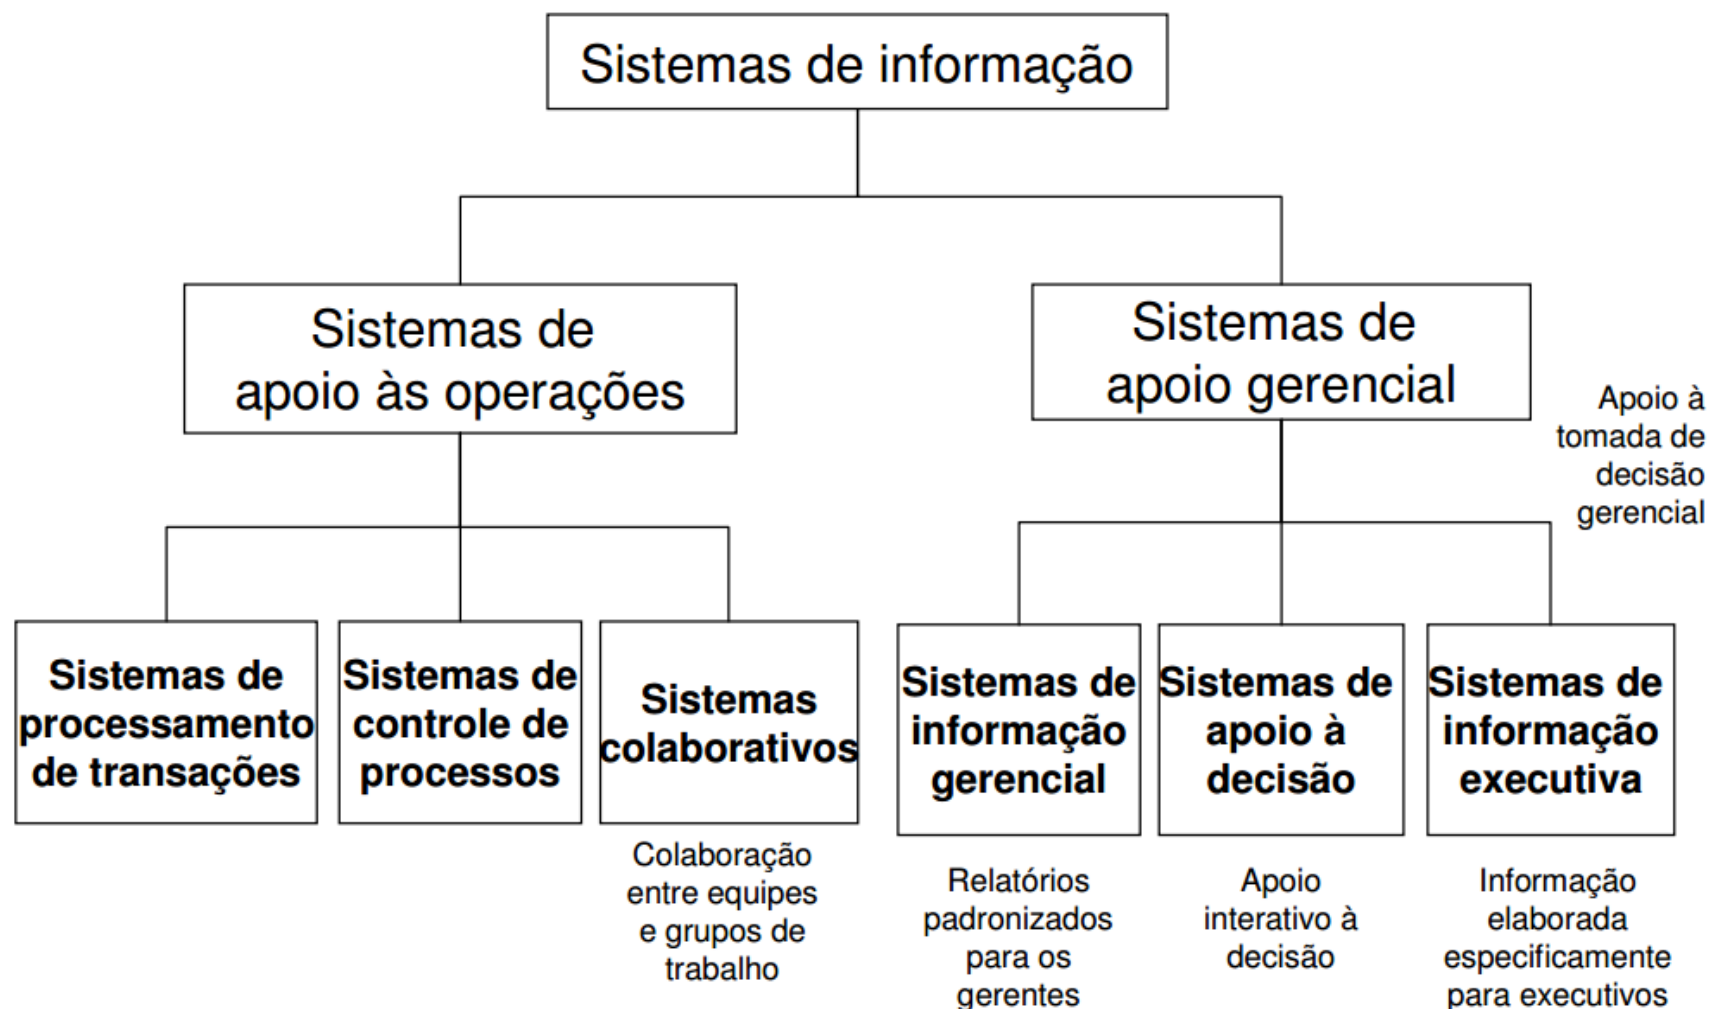 Sistemas de informação
Sistemas de
apoio às operações
Sistemas de
apoio gerencial
Apoio à
tomada de
decisão
gerencial
Sistemas de
processamento
de transações
Sistemas de
controle de
processos
Sistemas
colaborativos
Colaboração
entre equipes
e grupos de
trabalho
Sistemas de
informação
gerencial
Relatórios
padronizados
para os
gerentes
Sistemas de
apoio à
decisão
Apoio
interativo à
decisão
Sistemas de
informação
executiva
Informação
elaborada
especificamente
para executivos